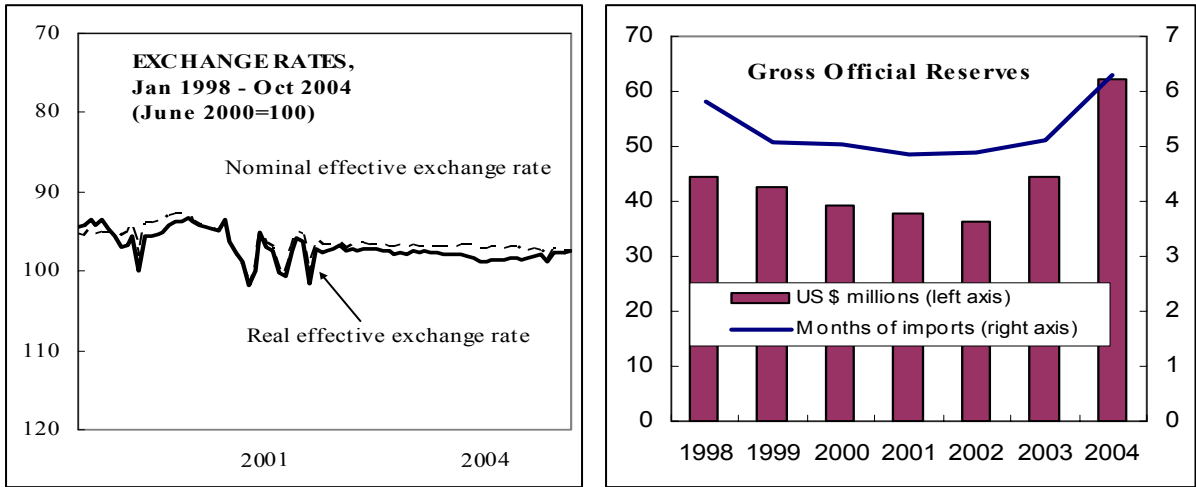 70
80
90
100
110
120
EXCHANGE RATES,
Jan 1998 - Oct 2004
(June 2000=100)
Nominal effective exchange rate
Real effective exchange rate
2001 2004
Gross Official Reserves
70
60
50
40
30
20
10
0
7
6
5
4
3
2
1
0
US $ millions (left axis)
Months of imports (right axis)
1998 1999 2000 2001 2002 2003 2004